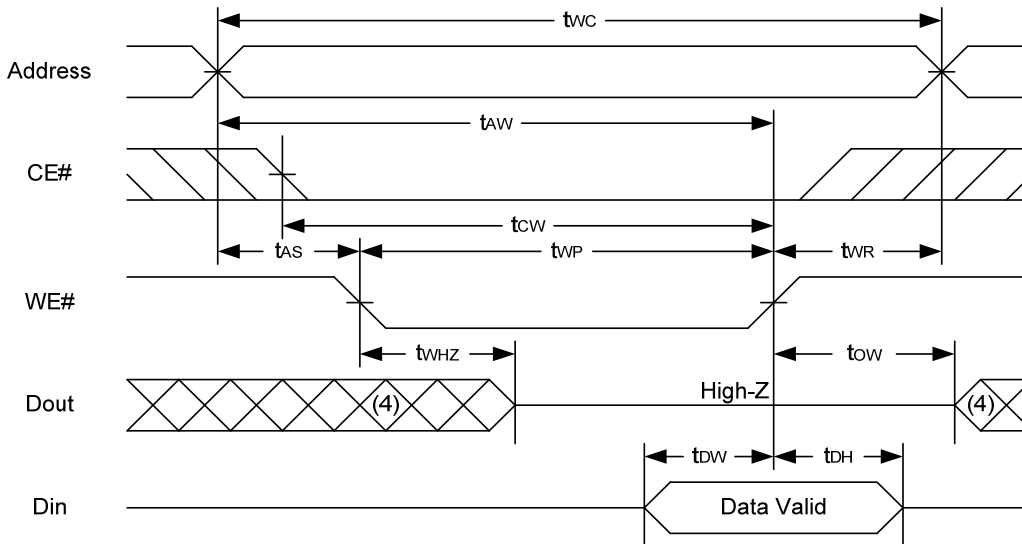 tWC
Address
tAW
CE#
tCW
tAS tWP tWR
WE#
tWHZ tOW
Dout (4) High-Z (4)
tDW tDH
Din Data Valid